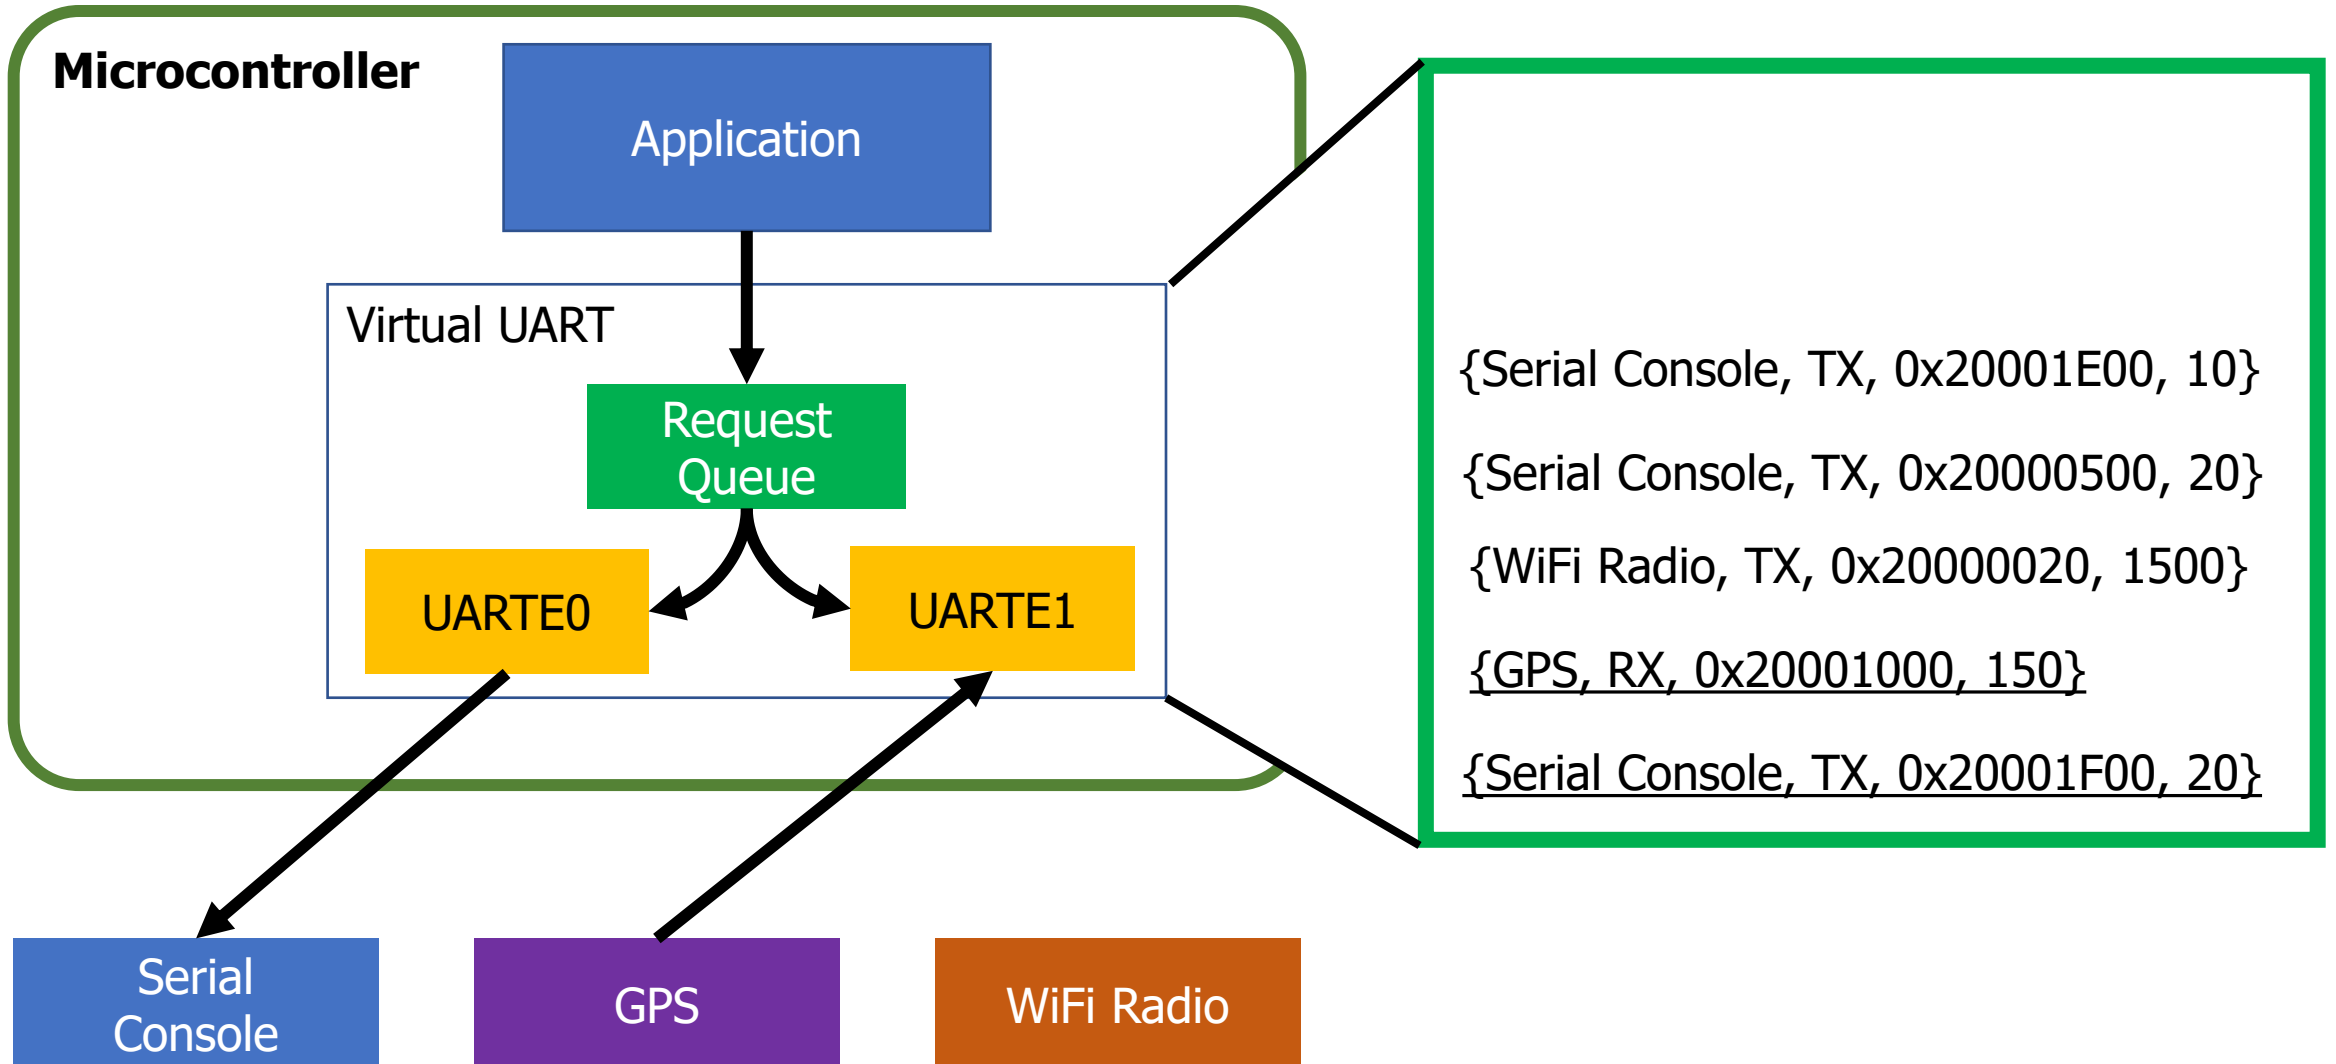 Microcontroller
Application
Virtual UART
Request
Queue
UARTE0
UARTE1
Serial
Console
GPS
WiFi Radio
{Serial Console, TX, 0x20001E00, 10}
{Serial Console, TX, 0x20000500, 20}
{WiFi Radio, TX, 0x20000020, 1500}
{GPS, RX, 0x20001000, 150}
{Serial Console, TX, 0x20001F00, 20}